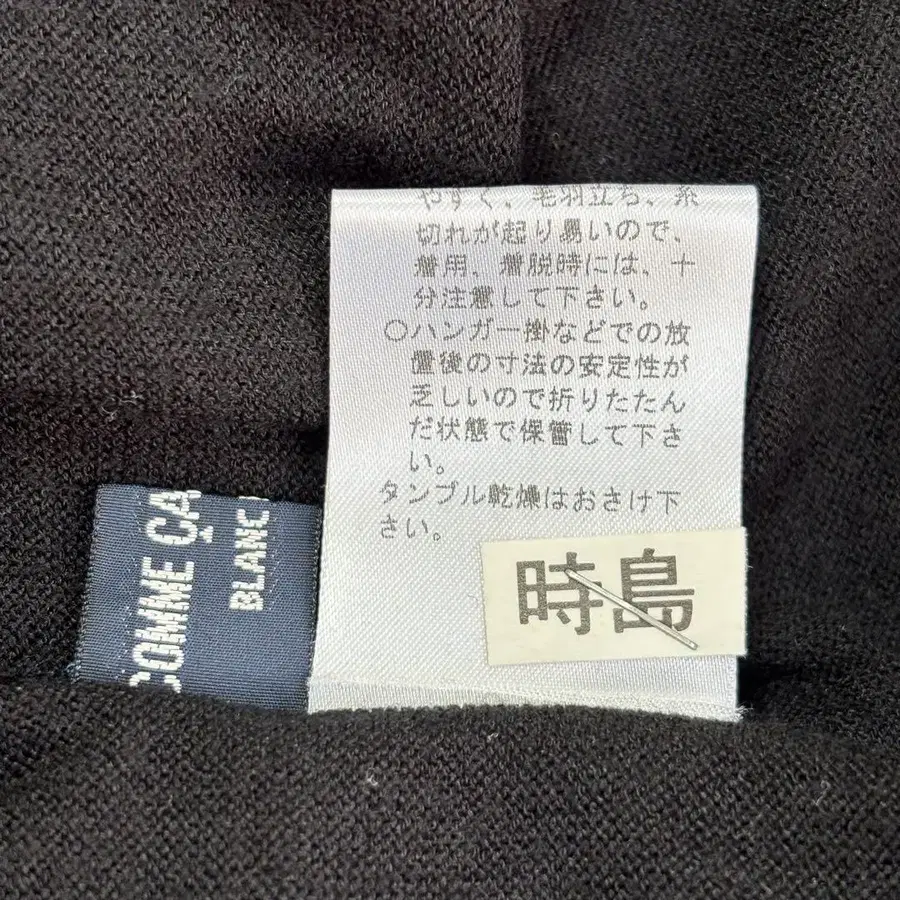 やすく、毛羽立ち、糸
切れが起り易いので、
着用、着脱時には、十
分注意して下さい。
○ハンガー掛などでの放
置後の寸法の安定性が
乏しいので折りたたん
だ状態で保管して下さ
い。
タンブル乾燥はおさけ下
さい。
時島
COMME ÇA
BLANC